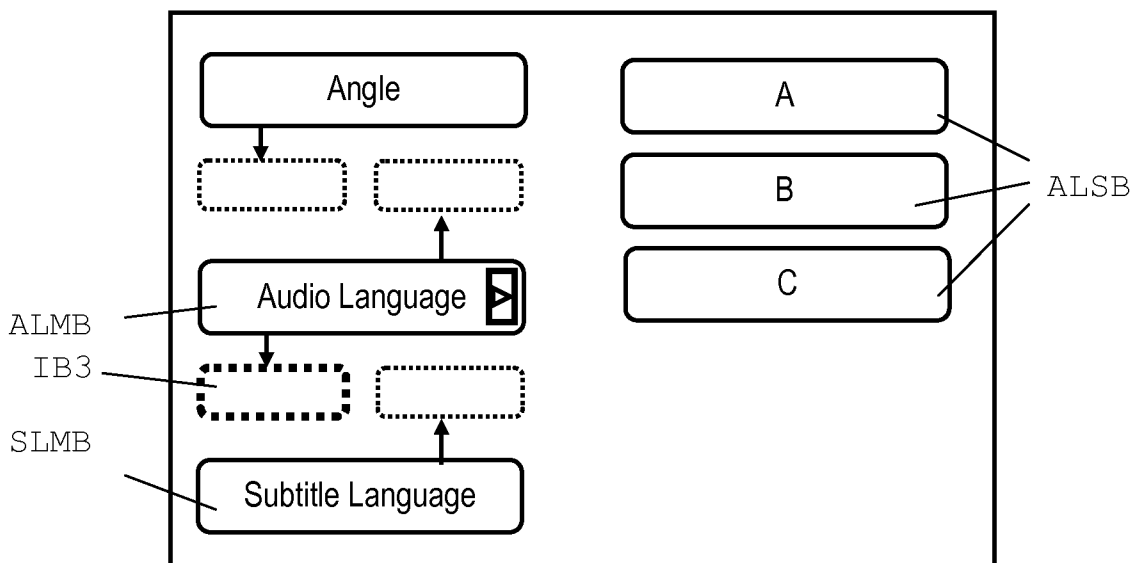 Angle
A
B
ALSB
Audio Language
C
ALMB
IB3
SLMB
Subtitle Language